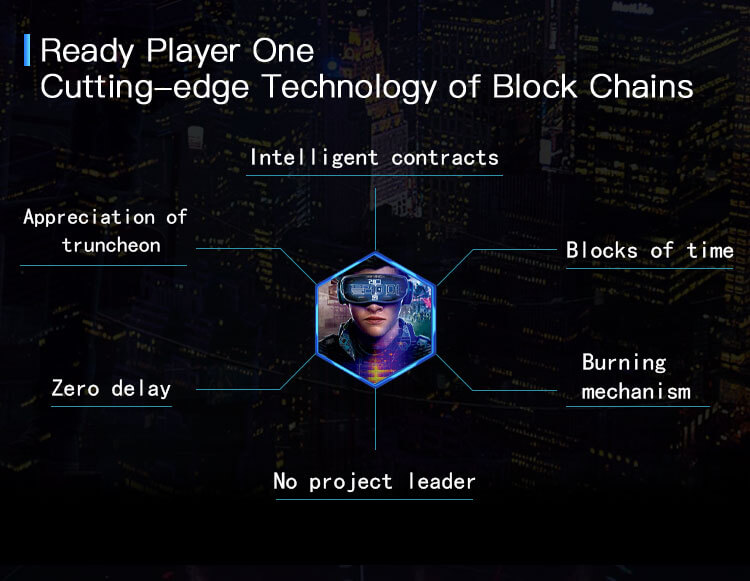 Ready Player One
Cutting-edge Technology of Block Chains
Intelligent contracts
Appreciation of
truncheon
Blocks of time
Zero delay
Burning
mechanism
No project leader
MetLife